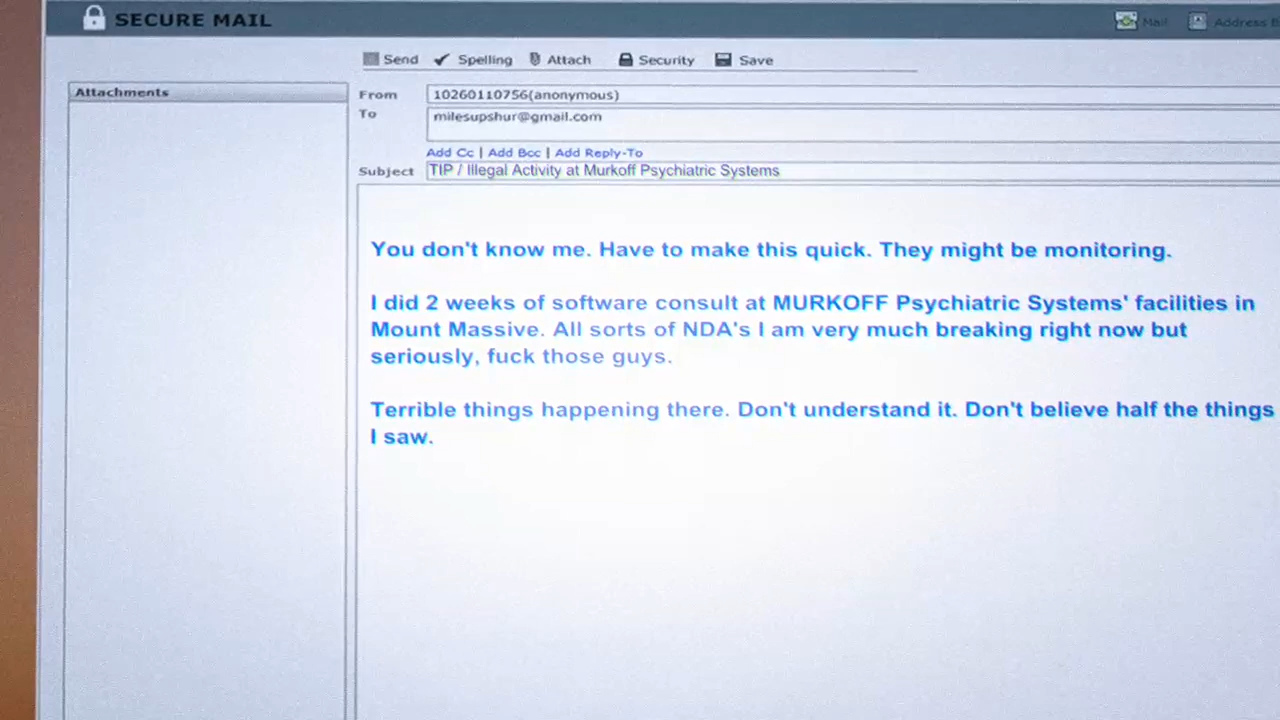 SECURE MAIL
Mail
Address
Send Spelling Attach Security Save
Attachments
From 10260110756(anonymous)
To milesupshur@gmail.com
Add Cc | Add Bcc | Add Reply-To
Subject TIP / Illegal Activity at Murkoff Psychiatric Systems
You don't know me. Have to make this quick. They might be monitoring.
I did 2 weeks of software consult at MURKOFF Psychiatric Systems' facilities in
Mount Massive. All sorts of NDA's I am very much breaking right now but
seriously, fuck those guys.
Terrible things happening there. Don't understand it. Don't believe half the things
I saw.